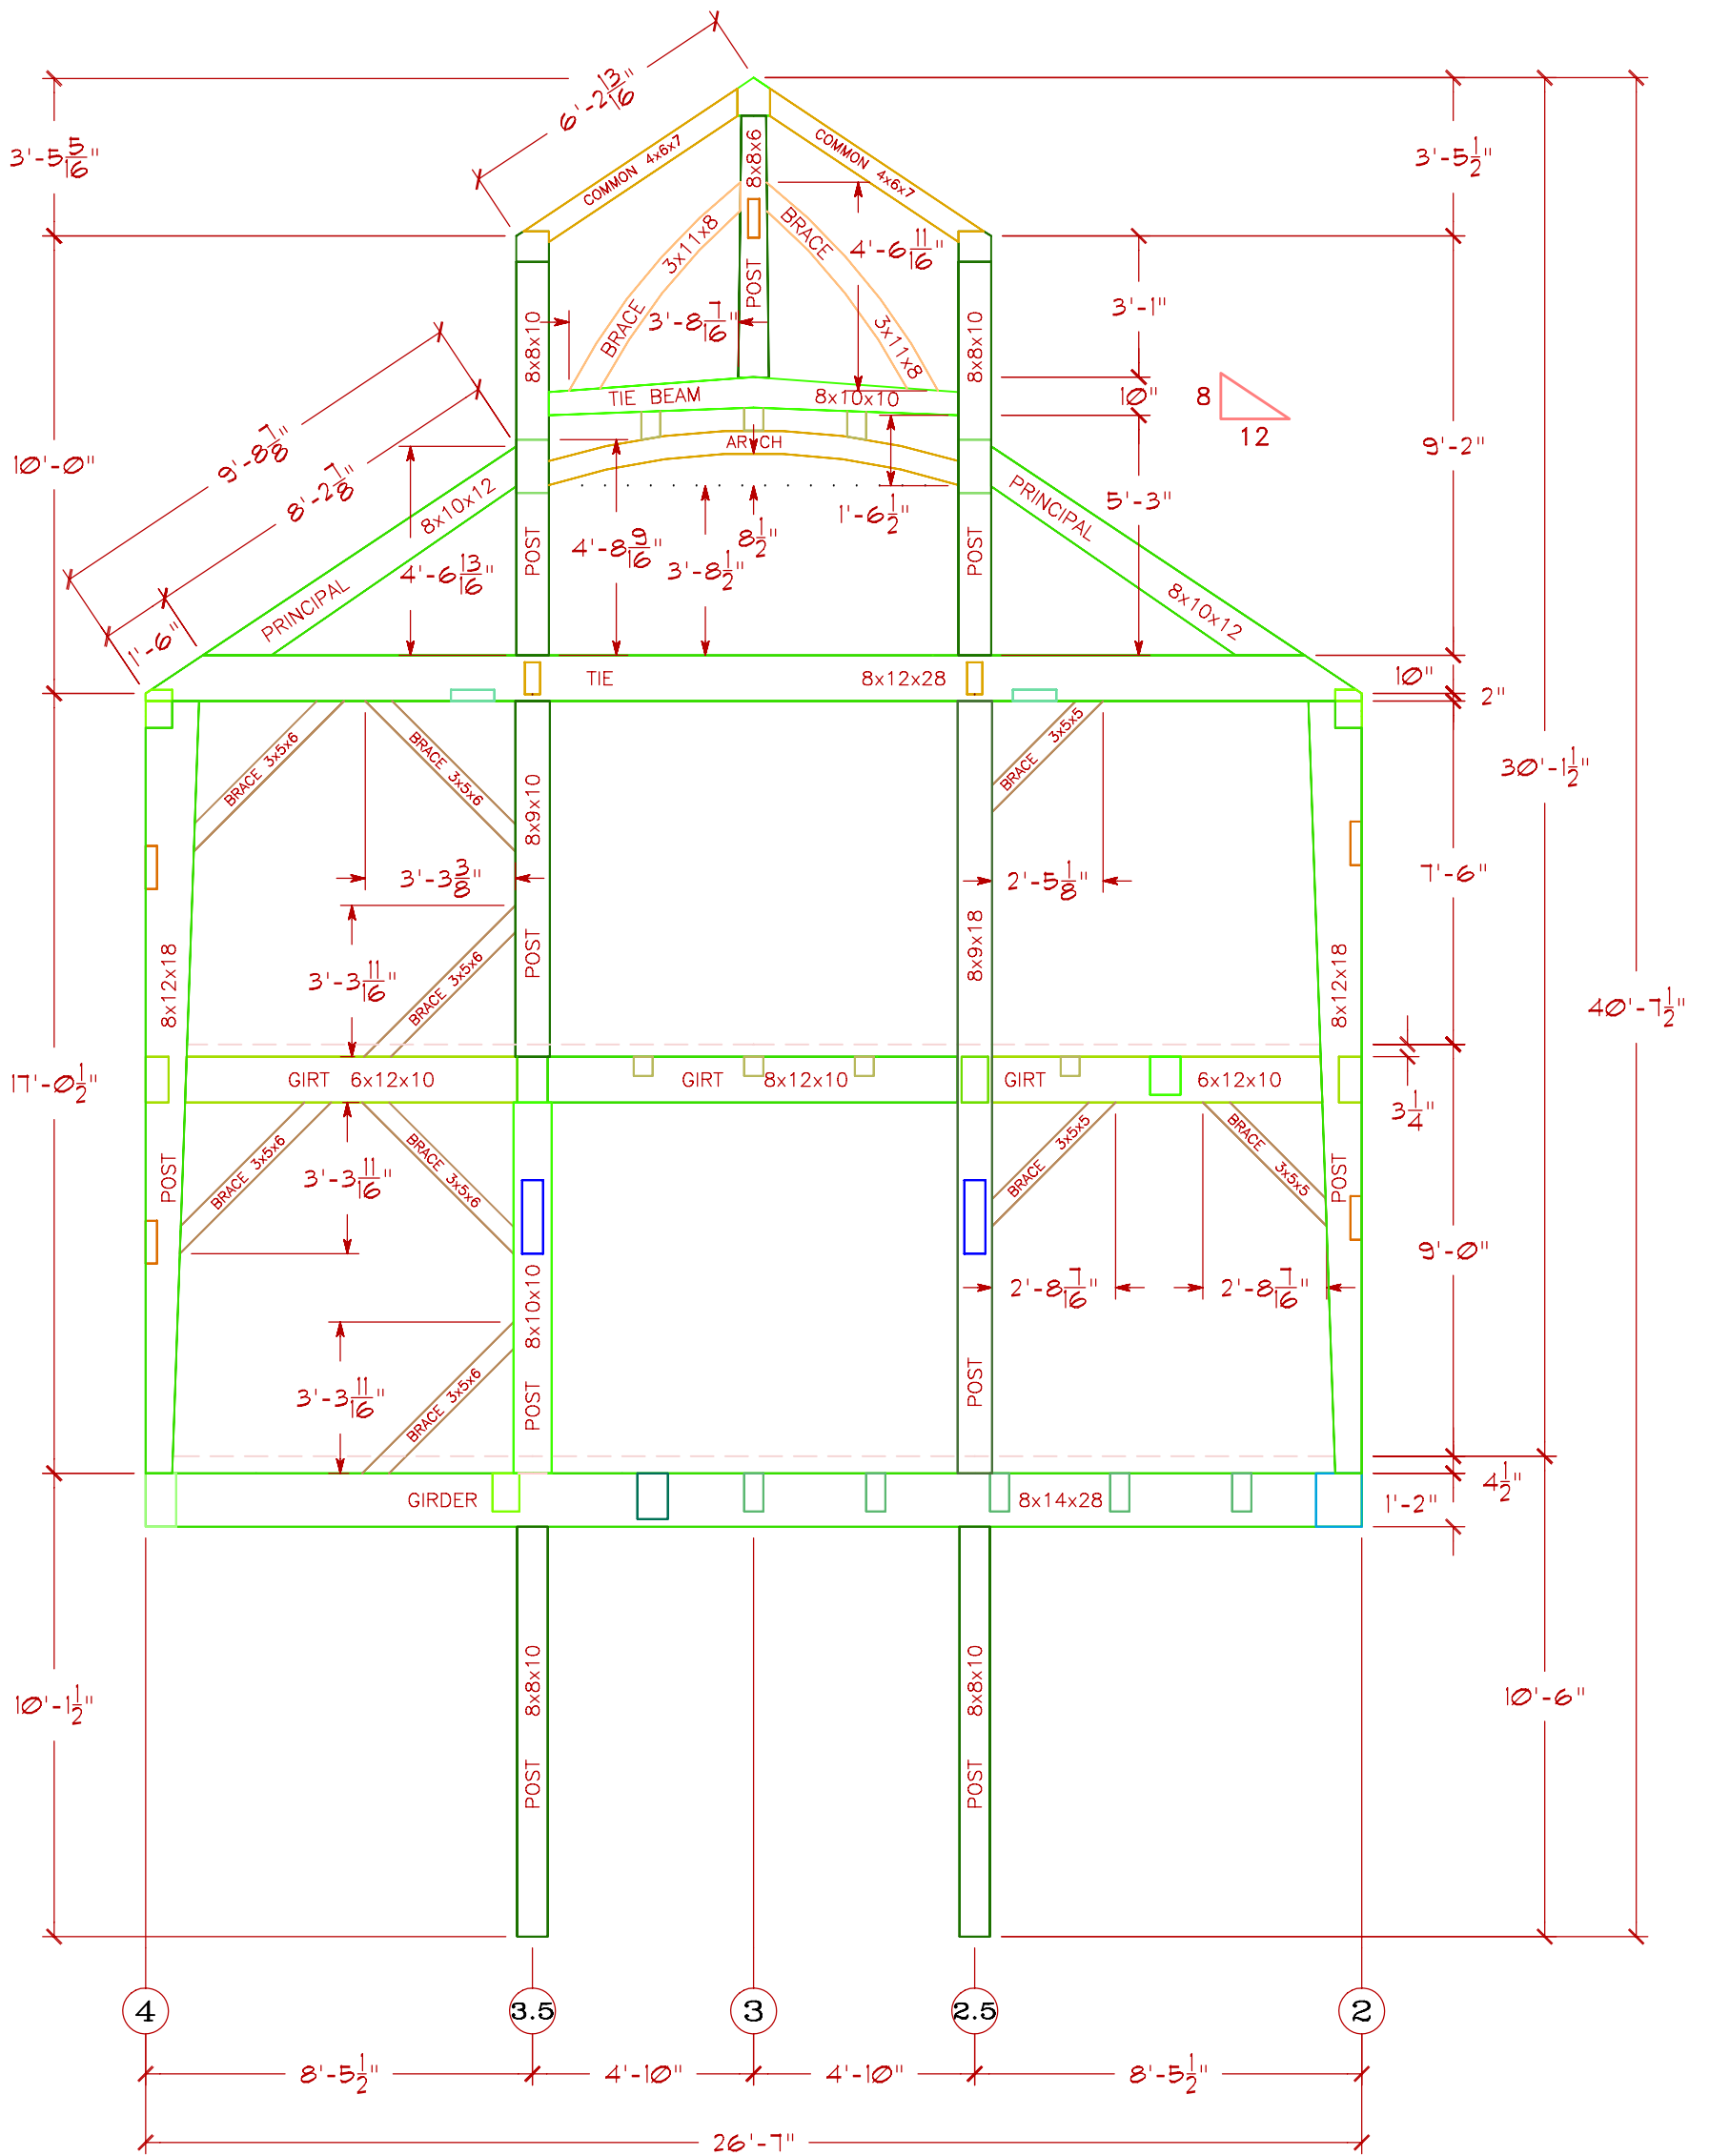 6'-2 13/16"
3'-5 5/16"
3'-5 1/2"
COMMON 4x6x7
8x8x6
COMMON 4x6x7
BRACE 3x11x8
POST
BRACE 3x11x8
4'-6 11/16"
3'-8 7/16"
3'-1"
8x8x10
8x8x10
TIE BEAM 8x10x10
10"
8
12
ARCH
9'-8 7/8"
8'-2 7/8"
1'-6"
10'-0"
9'-2"
5'-3"
1'-6 1/2"
8 1/2"
3'-8 1/2"
4'-8 9/16"
4'-6 13/16"
PRINCIPAL 8x10x12
POST
POST
PRINCIPAL 8x10x12
TIE 8x12x28
10"
2"
BRACE 3x5x6
BRACE 3x5x6
8x9x10
BRACE 3x5x5
30'-1 1/2"
3'-3 3/8"
2'-5 1/8"
7'-6"
8x12x18
3'-3 11/16"
BRACE 3x5x6
POST
8x9x18
8x12x18
40'-7 1/2"
17'-0 1/2"
GIRT 6x12x10
GIRT 8x12x10
GIRT 6x12x10
3 1/4"
POST
BRACE 3x5x6
3'-3 11/16"
BRACE 3x5x6
BRACE 3x5x5
BRACE 3x5x5
POST
9'-0"
2'-8 7/16"
2'-8 7/16"
8x10x10
3'-3 11/16"
BRACE 3x5x6
POST
POST
GIRDER 8x14x28
4 1/2"
1'-2"
10'-1 1/2"
8x8x10
POST
8x8x10
POST
10'-6"
4
3.5
3
2.5
2
8'-5 1/2"
4'-10"
4'-10"
8'-5 1/2"
26'-7"